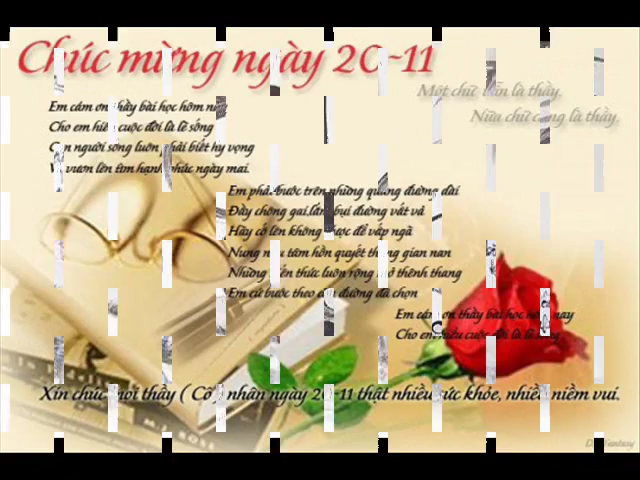 Chúc mừng ngày 20-11
Một chữ vẫn là thầy.
Nửa chữ cũng là thầy.
Em cám ơn thầy bài học hôm nay
Cho em hiểu cuộc đời là lẽ sống
Con người sống luôn phải biết hy vọng
Và vươn lên tìm hạnh phúc ngày mai.
Em phải bước trên những quãng đường dài
Đầy chông gai, lắm bụi đường vất vả
Hãy cố lên không được để vấp ngã
Nung nấu tâm hồn quyết thắng gian nan
Những kiến thức luôn rộng mở thênh thang
Em cứ bước theo con đường đã chọn
Em cám ơn thầy bài học hôm nay
Cho em hiểu cuộc đời là lẽ sống
Xin chúc mọi thầy ( Cô ) nhân ngày 20-11 thật nhiều sức khỏe, nhiều niềm vui.
M. J. ROSE